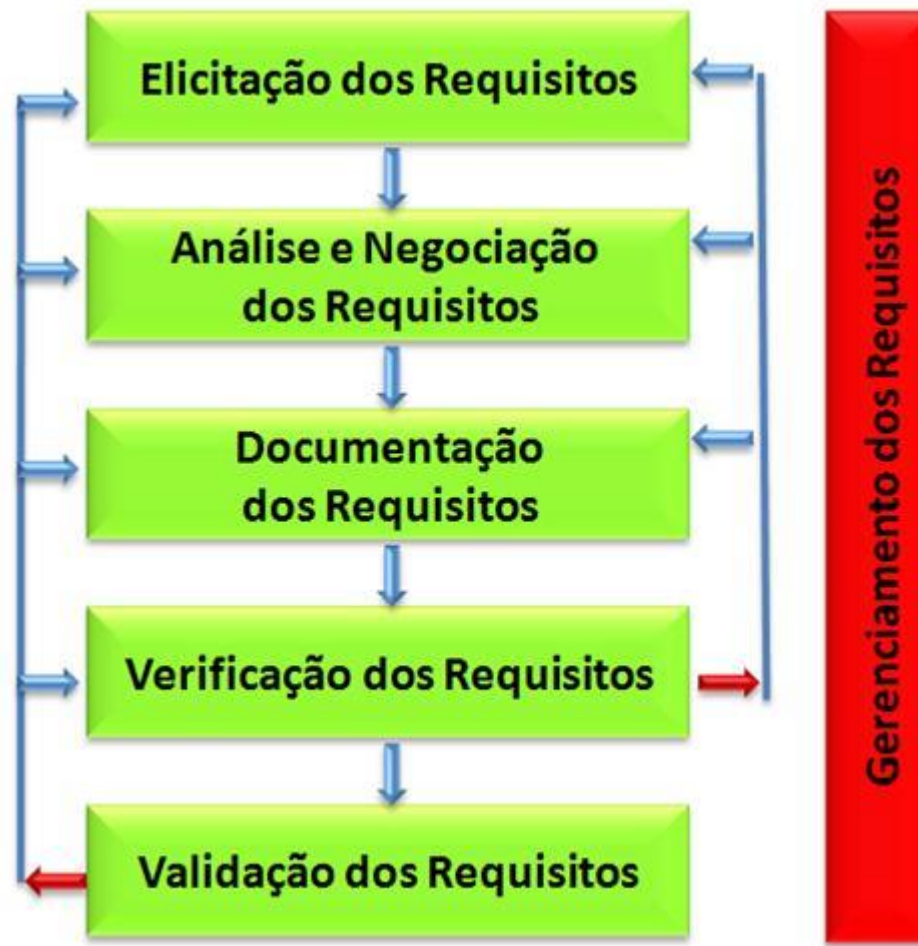 Elicitação dos Requisitos
Análise e Negociação
dos Requisitos
Documentação
dos Requisitos
Verificação dos Requisitos
Validação dos Requisitos
Gerenciamento dos Requisitos